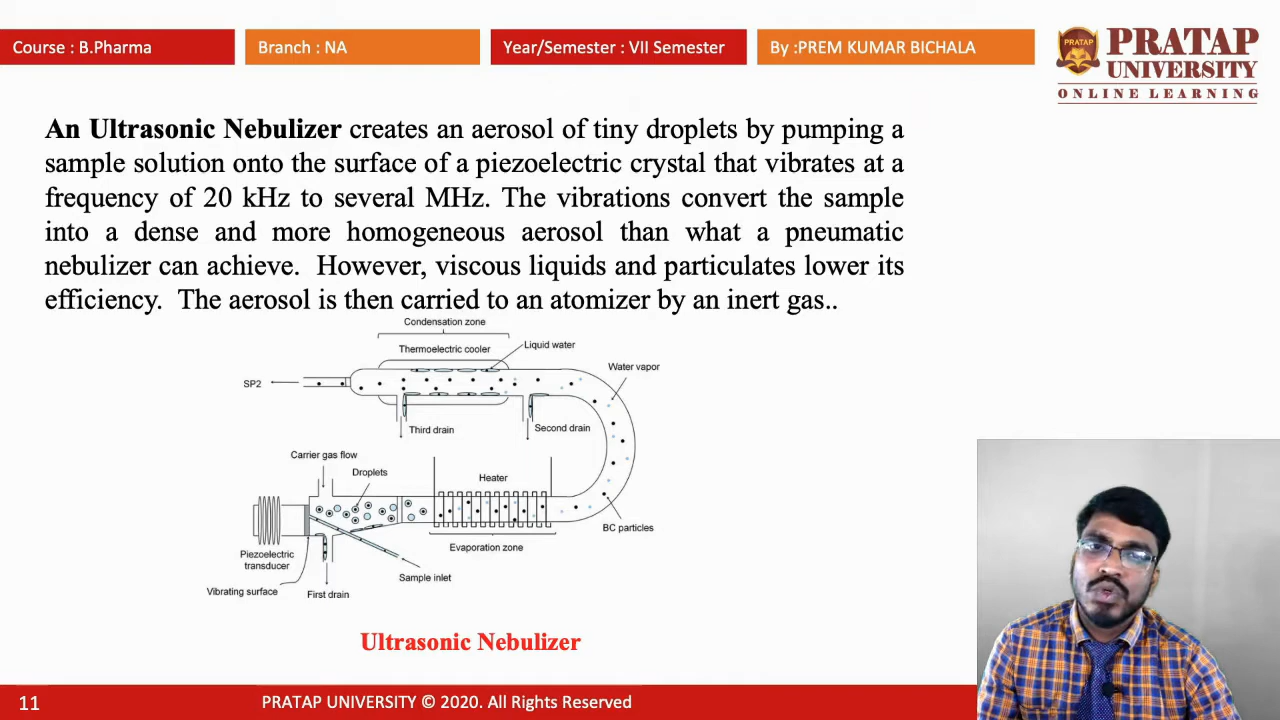 Course : B.Pharma
Branch : NA
Year/Semester : VII Semester
By :PREM KUMAR BICHALA
PRATAP
PRATAP
UNIVERSITY
ONLINE LEARNING
An Ultrasonic Nebulizer creates an aerosol of tiny droplets by pumping a
sample solution onto the surface of a piezoelectric crystal that vibrates at a
frequency of 20 kHz to several MHz. The vibrations convert the sample
into a dense and more homogeneous aerosol than what a pneumatic
nebulizer can achieve. However, viscous liquids and particulates lower its
efficiency. The aerosol is then carried to an atomizer by an inert gas..
Condensation zone
Thermoelectric cooler
Liquid water
Water vapor
SP2
Third drain
Second drain
Carrier gas flow
Droplets
Heater
BC particles
Evaporation zone
Piezoelectric
transducer
Sample inlet
Vibrating surface
First drain
Ultrasonic Nebulizer
11
PRATAP UNIVERSITY © 2020. All Rights Reserved